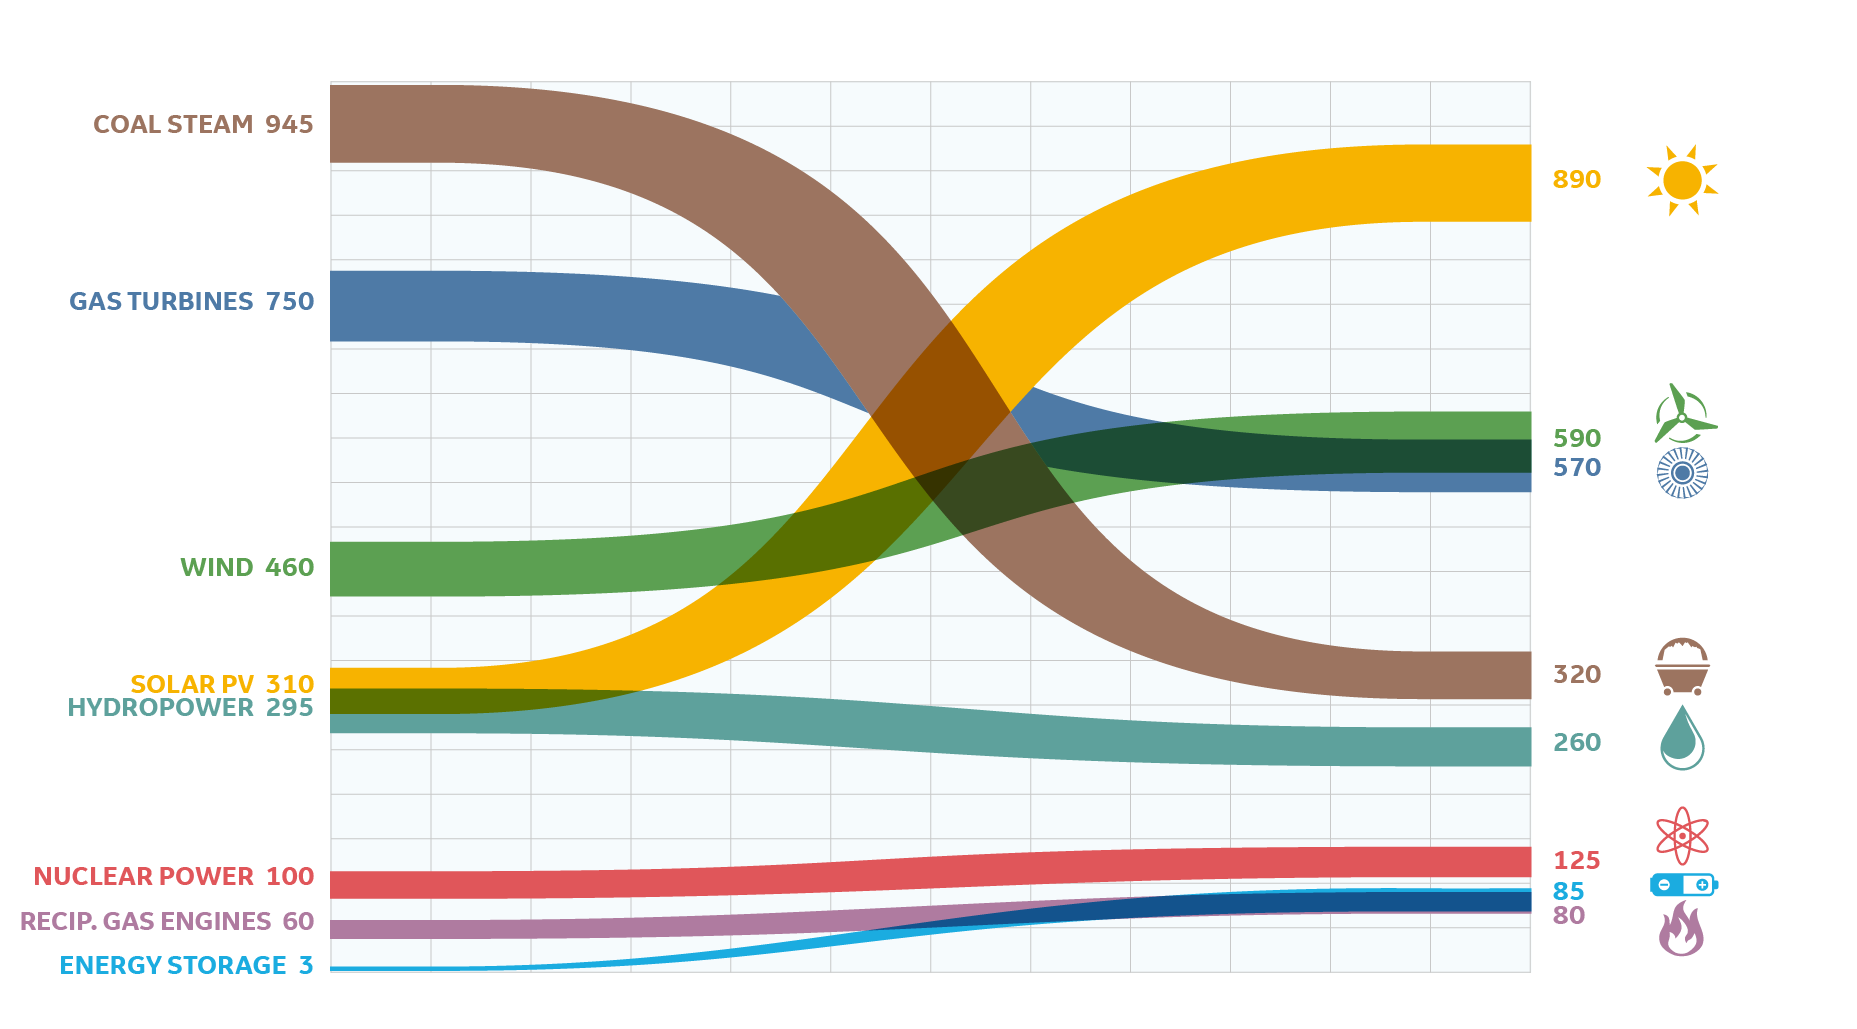 COAL STEAM 945
GAS TURBINES 750
WIND 460
SOLAR PV 310
HYDROPOWER 295
NUCLEAR POWER 100
RECIP. GAS ENGINES 60
ENERGY STORAGE 3
890
590
570
320
260
125
85
80